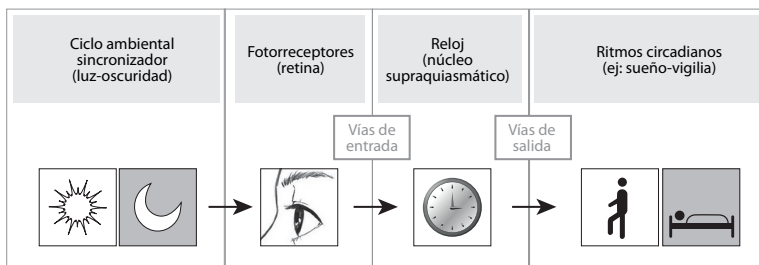 Ciclo ambiental
sincronizador
(luz-oscuridad)
Fotorreceptores
(retina)
Reloj
(núcleo
supraquiasmático)
Ritmos circadianos
(ej: sueño-vigilia)
Vías de
entrada
Vías de
salida